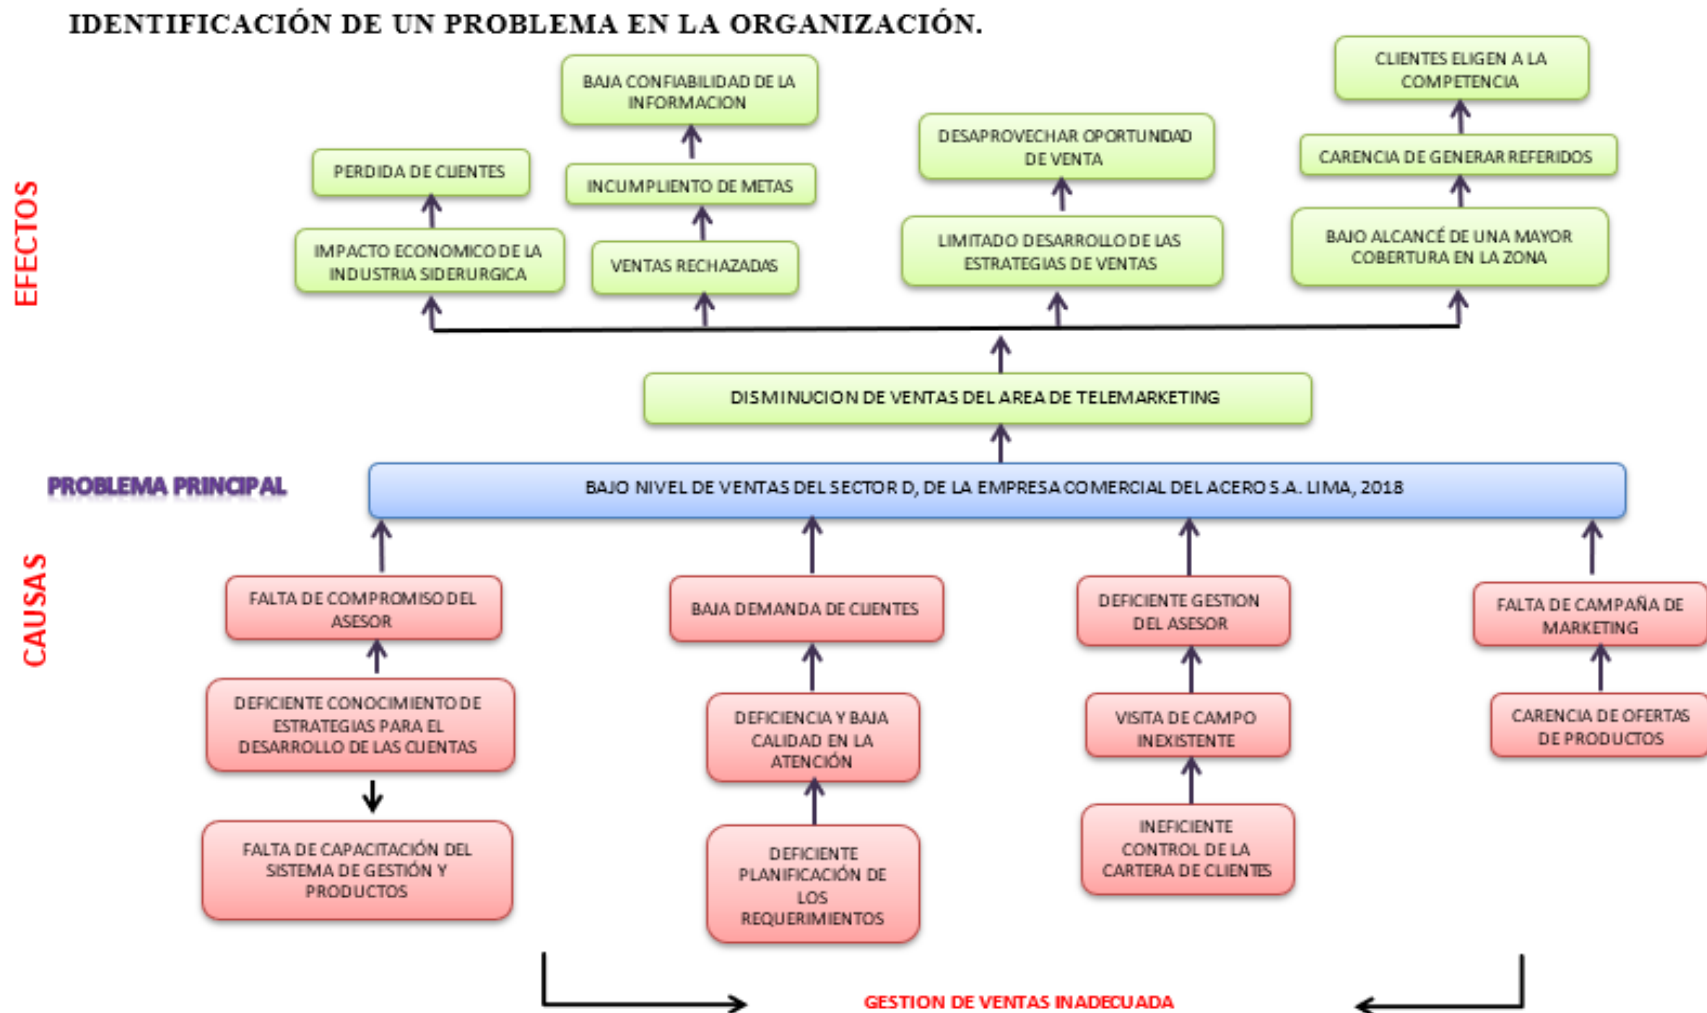 IDENTIFICACIÓN DE UN PROBLEMA EN LA ORGANIZACIÓN.
EFECTOS
BAJA CONFIABILIDAD DE LA
INFORMACION
CLIENTES ELIGEN A LA
COMPETENCIA
PERDIDA DE CLIENTES
INCUMPLIENTO DE METAS
DESAPROVECHAR OPORTUNIDAD
DE VENTA
CARENCIA DE GENERAR REFERIDOS
IMPACTO ECONOMICO DE LA
INDUSTRIA SIDERURGICA
VENTAS RECHAZADAS
LIMITADO DESARROLLO DE LAS
ESTRATEGIAS DE VENTAS
BAJO ALCANCÉ DE UNA MAYOR
COBERTURA EN LA ZONA
DISMINUCION DE VENTAS DEL AREA DE TELEMARKETING
PROBLEMA PRINCIPAL
BAJO NIVEL DE VENTAS DEL SECTOR D, DE LA EMPRESA COMERCIAL DEL ACERO S.A. LIMA, 2018
CAUSAS
FALTA DE COMPROMISO DEL
ASESOR
BAJA DEMANDA DE CLIENTES
DEFICIENTE GESTION
DEL ASESOR
FALTA DE CAMPAÑA DE
MARKETING
DEFICIENTE CONOCIMIENTO DE
ESTRATEGIAS PARA EL
DESARROLLO DE LAS CUENTAS
DEFICIENCIA Y BAJA
CALIDAD EN LA
ATENCIÓN
VISITA DE CAMPO
INEXISTENTE
CARENCIA DE OFERTAS
DE PRODUCTOS
FALTA DE CAPACITACIÓN DEL
SISTEMA DE GESTIÓN Y
PRODUCTOS
DEFICIENTE
PLANIFICACIÓN DE
LOS
REQUERIMIENTOS
INEFICIENTE
CONTROL DE LA
CARTERA DE CLIENTES
GESTION DE VENTAS INADECUADA